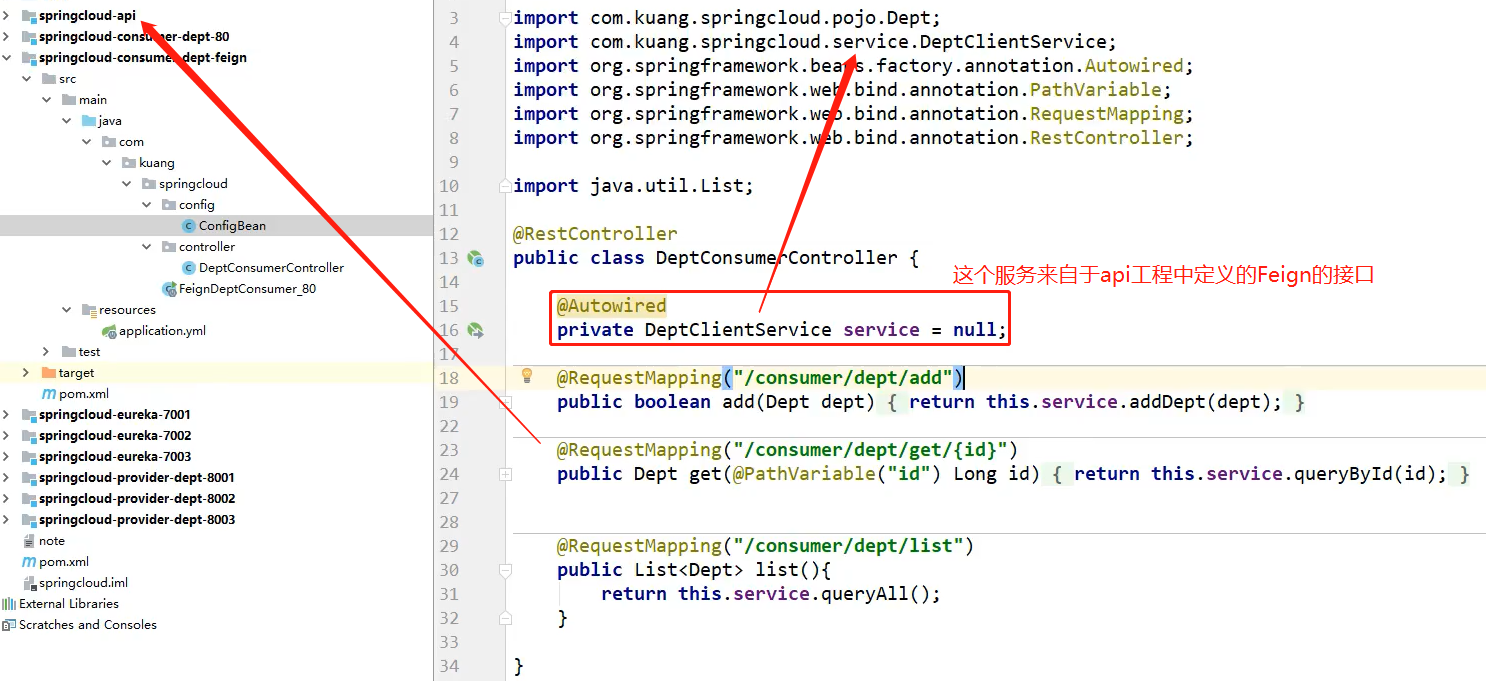 springcloud-api
springcloud-consumer-dept-80
springcloud-consumer-dept-feign
src
main
java
com
kuang
springcloud
config
ConfigBean
controller
DeptConsumerController
FeignDeptConsumer_80
resources
application.yml
test
target
pom.xml
springcloud-eureka-7001
springcloud-eureka-7002
springcloud-eureka-7003
springcloud-provider-dept-8001
springcloud-provider-dept-8002
springcloud-provider-dept-8003
note
pom.xml
springcloud.iml
External Libraries
Scratches and Consoles
3 import com.kuang.springcloud.pojo.Dept;
4 import com.kuang.springcloud.service.DeptClientService;
5 import org.springframework.beans.factory.annotation.Autowired;
6 import org.springframework.web.bind.annotation.PathVariable;
7 import org.springframework.web.bind.annotation.RequestMapping;
8 import org.springframework.web.bind.annotation.RestController;
9
10 import java.util.List;
11
12 @RestController
13 public class DeptConsumerController {
14
这个服务来自于api工程中定义的Feign的接口
15 @Autowired
16 private DeptClientService service = null;
17
18 @RequestMapping("/consumer/dept/add")
19 public boolean add(Dept dept) { return this.service.addDept(dept); }
22
23 @RequestMapping("/consumer/dept/get/{id}")
24 public Dept get(@PathVariable("id") Long id) { return this.service.queryById(id); }
27
28
29 @RequestMapping("/consumer/dept/list")
30 public List<Dept> list(){
31 return this.service.queryAll();
32 }
33
34 }